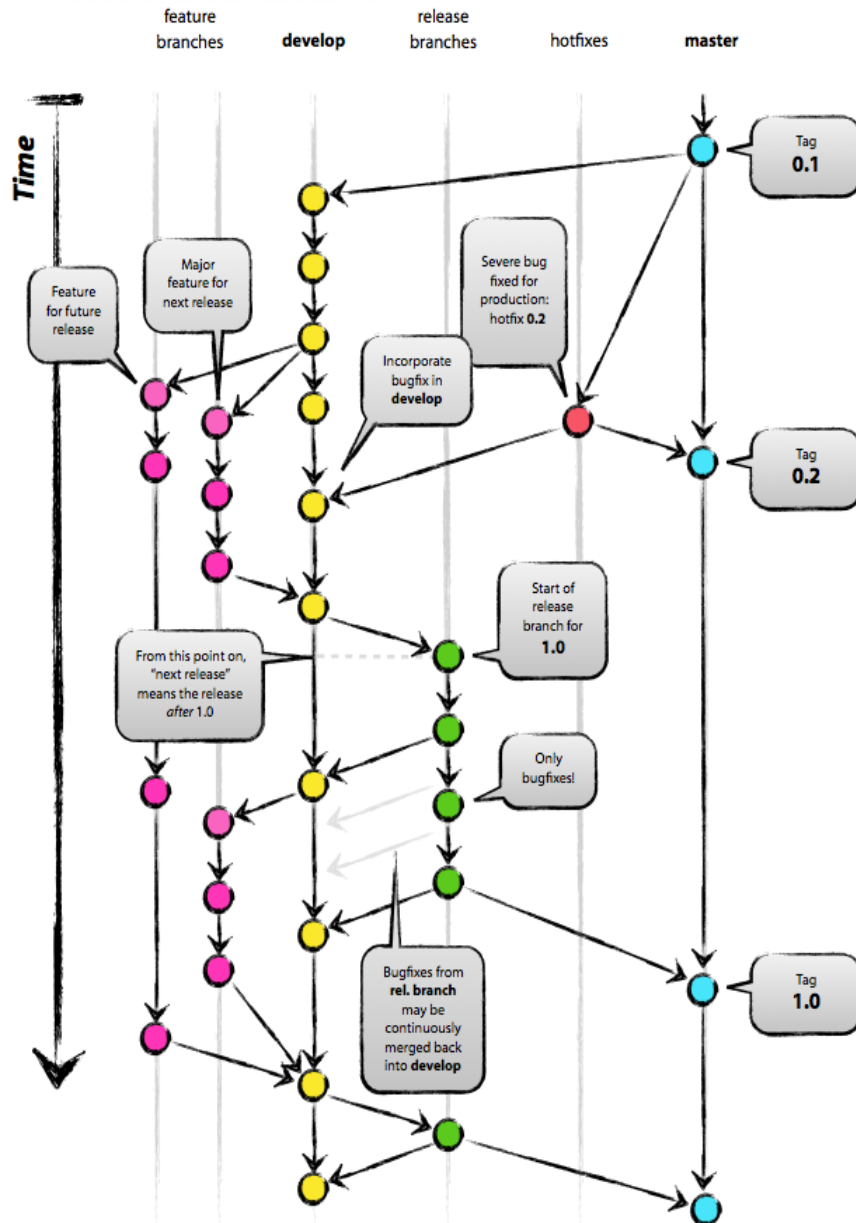 feature
branches
develop
release
branches
hotfixes
master
Time
Tag
0.1
Severe bug
fixed for
production:
hotfix 0.2
Major
feature for
next release
Feature
for future
release
Incorporate
bugfix in
develop
Tag
0.2
Start of
release
branch for
1.0
From this point on,
“next release”
means the release
after 1.0
Only
bugfixes!
Bugfixes from
rel. branch
may be
continuously
merged back
into develop
Tag
1.0